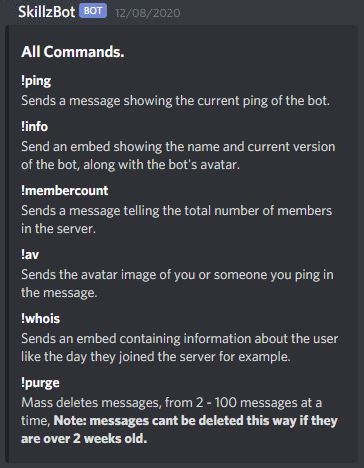 SkillzBot BOT 12/08/2020
All Commands.
!ping
Sends a message showing the current ping of the bot.
!info
Send an embed showing the name and current version
of the bot, along with the bot's avatar.
!membercount
Sends a message telling the total number of members
in the server.
!av
Sends the avatar image of you or someone you ping in
the message.
!whois
Sends an embed containing information about the user
like the day they joined the server for example.
!purge
Mass deletes messages, from 2 - 100 messages at a
time, Note: messages cant be deleted this way if they
are over 2 weeks old.